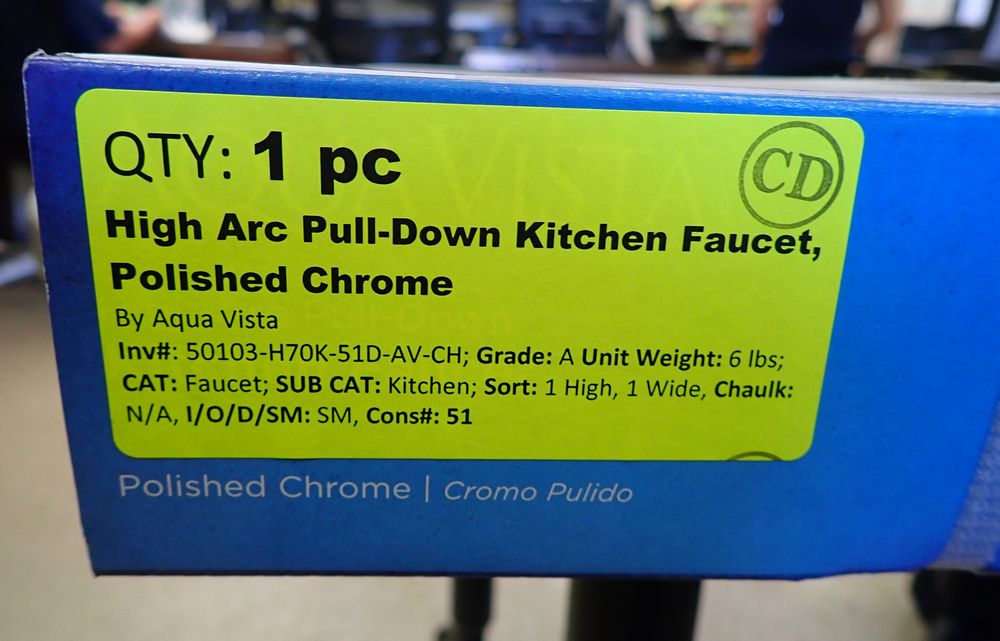 QTY: 1 pc
CD
High Arc Pull-Down Kitchen Faucet,
Polished Chrome
By Aqua Vista
Inv#: 50103-H70K-51D-AV-CH; Grade: A Unit Weight: 6 lbs;
CAT: Faucet; SUB CAT: Kitchen; Sort: 1 High, 1 Wide, Chaulk:
N/A, I/O/D/SM: SM, Cons#: 51
Polished Chrome | Cromo Pulido